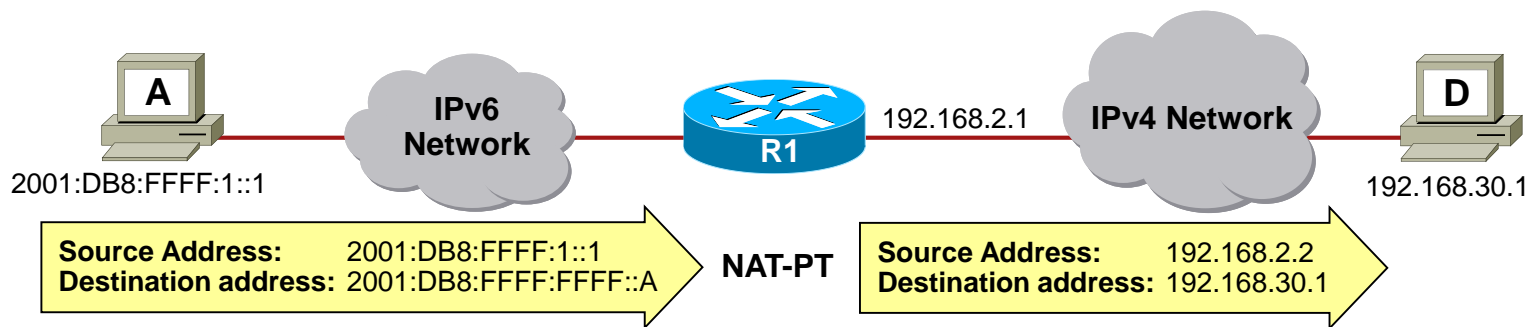 A
IPv6
Network
R1
192.168.2.1
IPv4 Network
D
2001:DB8:FFFF:1::1
192.168.30.1
Source Address: 2001:DB8:FFFF:1::1
Destination address: 2001:DB8:FFFF:FFFF::A
NAT-PT
Source Address: 192.168.2.2
Destination address: 192.168.30.1